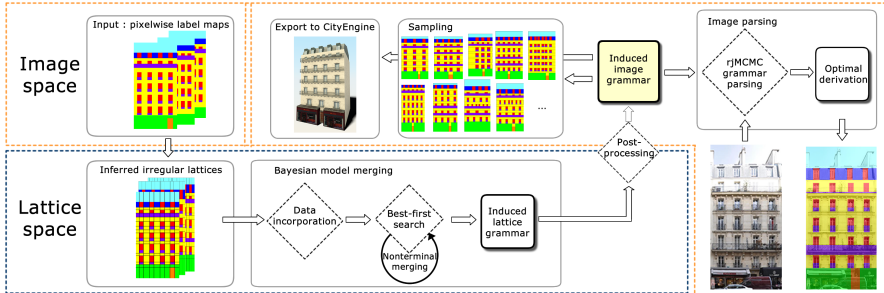 Image
space
Input : pixelwise label maps
Export to CityEngine
Sampling
...
Induced
image
grammar
Image parsing
rJMCMC
grammar
parsing
Optimal
derivation
Post-
processing
Lattice
space
Inferred irregular lattices
Bayesian model merging
Data
incorporation
Best-first
search
Nonterminal
merging
Induced
lattice
grammar